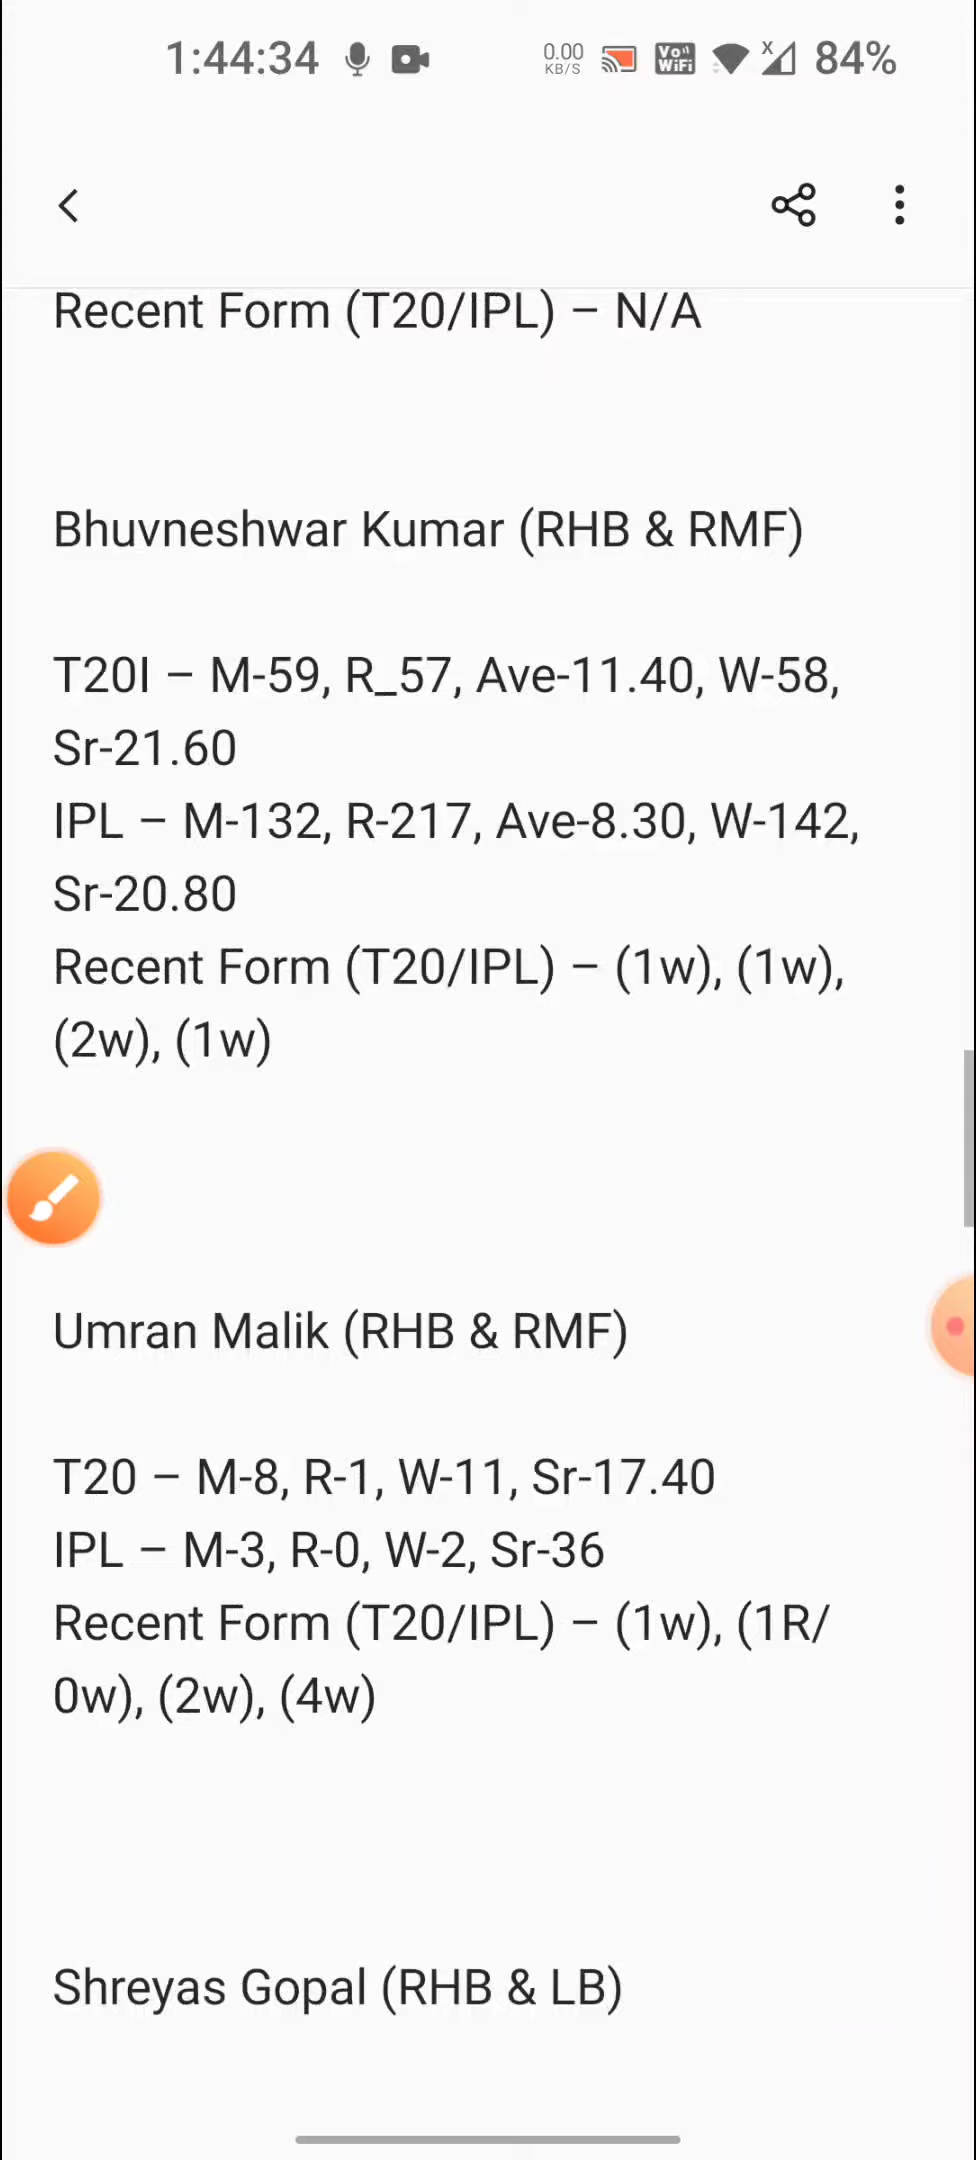 1:44:34 0.00 KB/S Vo WiFi X 84%
Recent Form (T20/IPL) – N/A
Bhuvneshwar Kumar (RHB & RMF)
T20I – M-59, R_57, Ave-11.40, W-58,
Sr-21.60
IPL – M-132, R-217, Ave-8.30, W-142,
Sr-20.80
Recent Form (T20/IPL) – (1w), (1w),
(2w), (1w)
Umran Malik (RHB & RMF)
T20 – M-8, R-1, W-11, Sr-17.40
IPL – M-3, R-0, W-2, Sr-36
Recent Form (T20/IPL) – (1w), (1R/
0w), (2w), (4w)
Shreyas Gopal (RHB & LB)